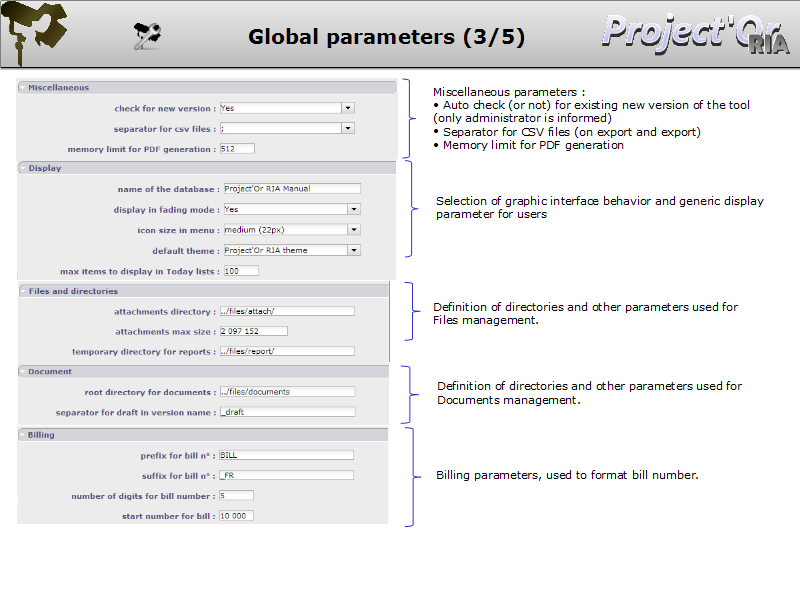 Global parameters (3/5)
Project'Or
RIA
Miscellaneous
check for new version : Yes
separator for csv files : ;
memory limit for PDF generation : 512
Miscellaneous parameters :
• Auto check (or not) for existing new version of the tool
(only administrator is informed)
• Separator for CSV files (on export and export)
• Memory limit for PDF generation
Display
name of the database : Project'Or RIA Manual
display in fading mode : Yes
icon size in menu : medium (22px)
default theme : Project'Or RIA theme
max items to display in Today lists : 100
Selection of graphic interface behavior and generic display
parameter for users
Files and directories
attachments directory : ../files/attach/
attachments max size : 2 097 152
temporary directory for reports : ../files/report/
Definition of directories and other parameters used for
Files management.
Document
root directory for documents : ../files/documents
separator for draft in version name : _draft
Definition of directories and other parameters used for
Documents management.
Billing
prefix for bill n° : BILL
suffix for bill n° : _FR
number of digits for bill number : 5
start number for bill : 10 000
Billing parameters, used to format bill number.